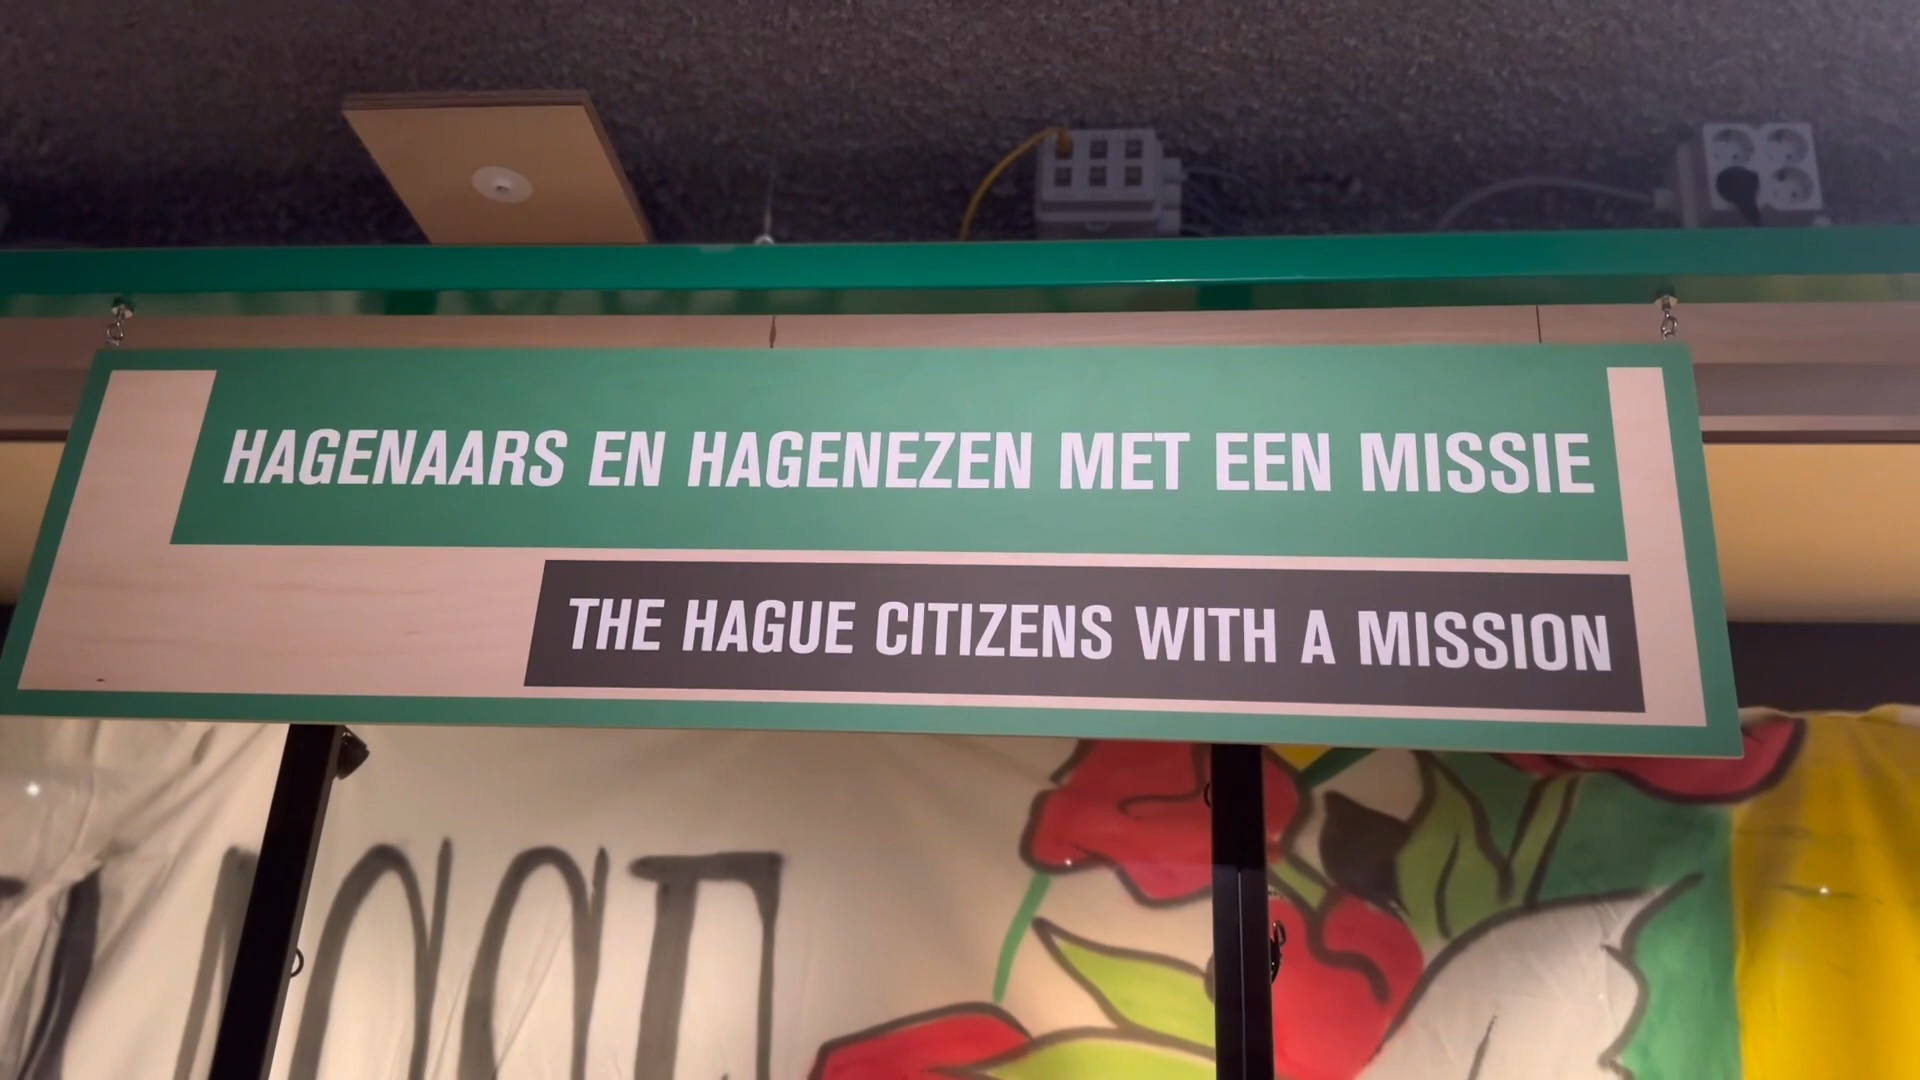 HAGENAARS EN HAGENEZEN MET EEN MISSIE
THE HAGUE CITIZENS WITH A MISSION